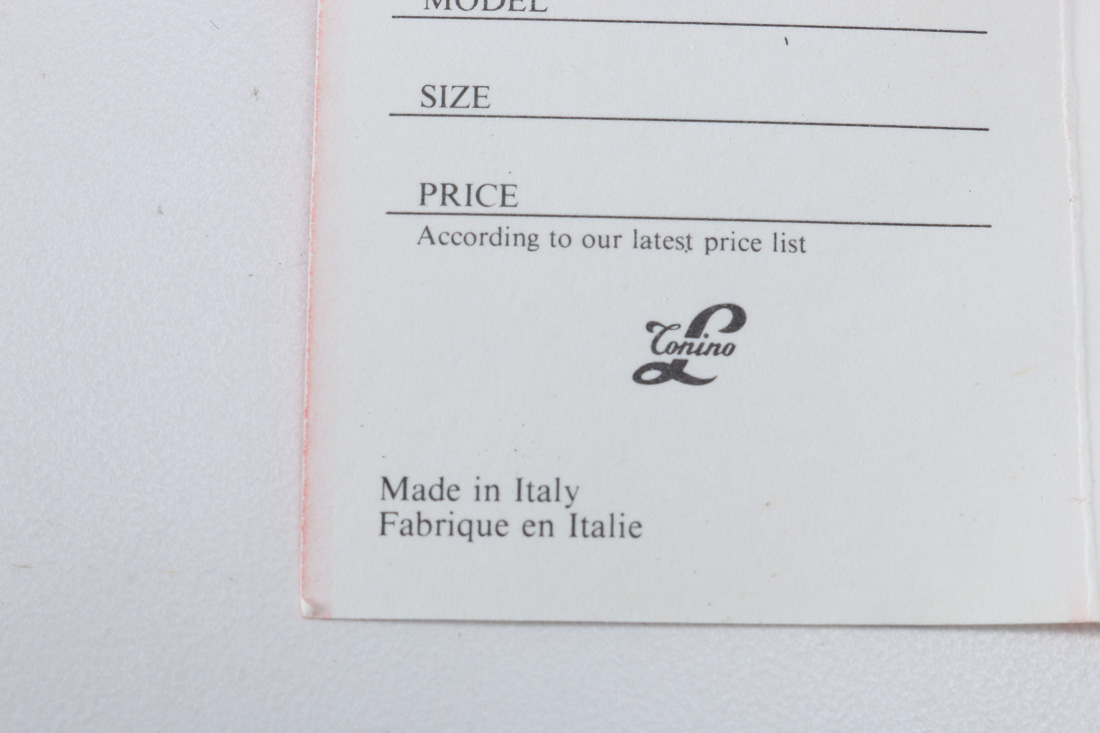 MODEL
SIZE
PRICE
According to our latest price list
L
Tonino
Made in Italy
Fabrique en Italie